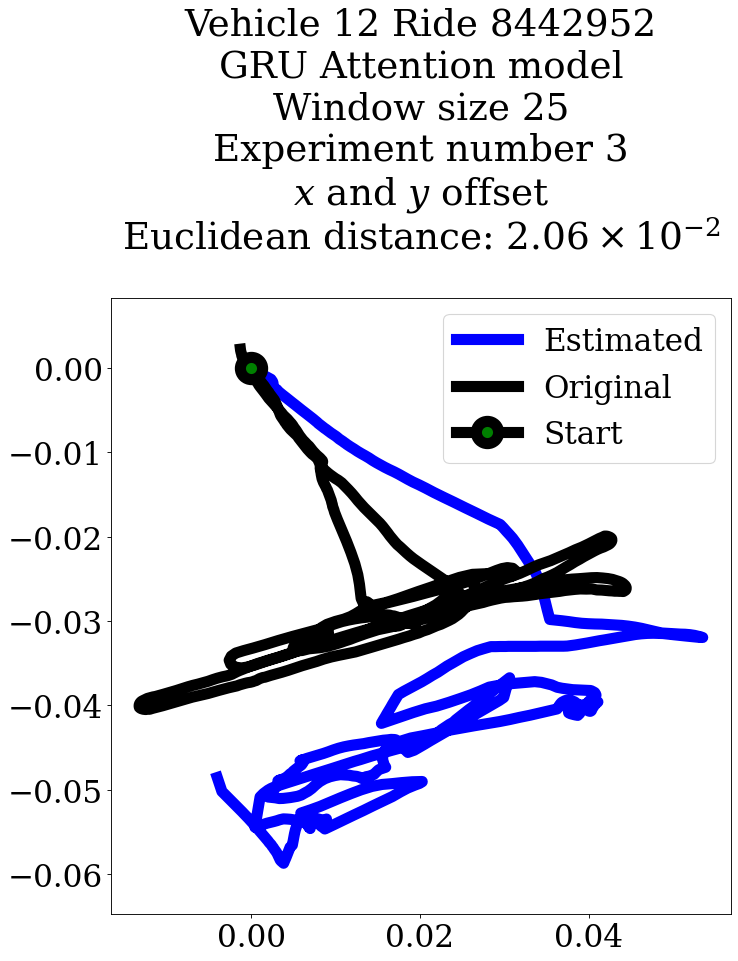 Vehicle 12 Ride 8442952
GRU Attention model
Window size 25
Experiment number 3
x and y offset
Euclidean distance: 2.06 × 10⁻²
Estimated
Original
Start
0.00
−0.01
−0.02
−0.03
−0.04
−0.05
−0.06
0.00 0.02 0.04